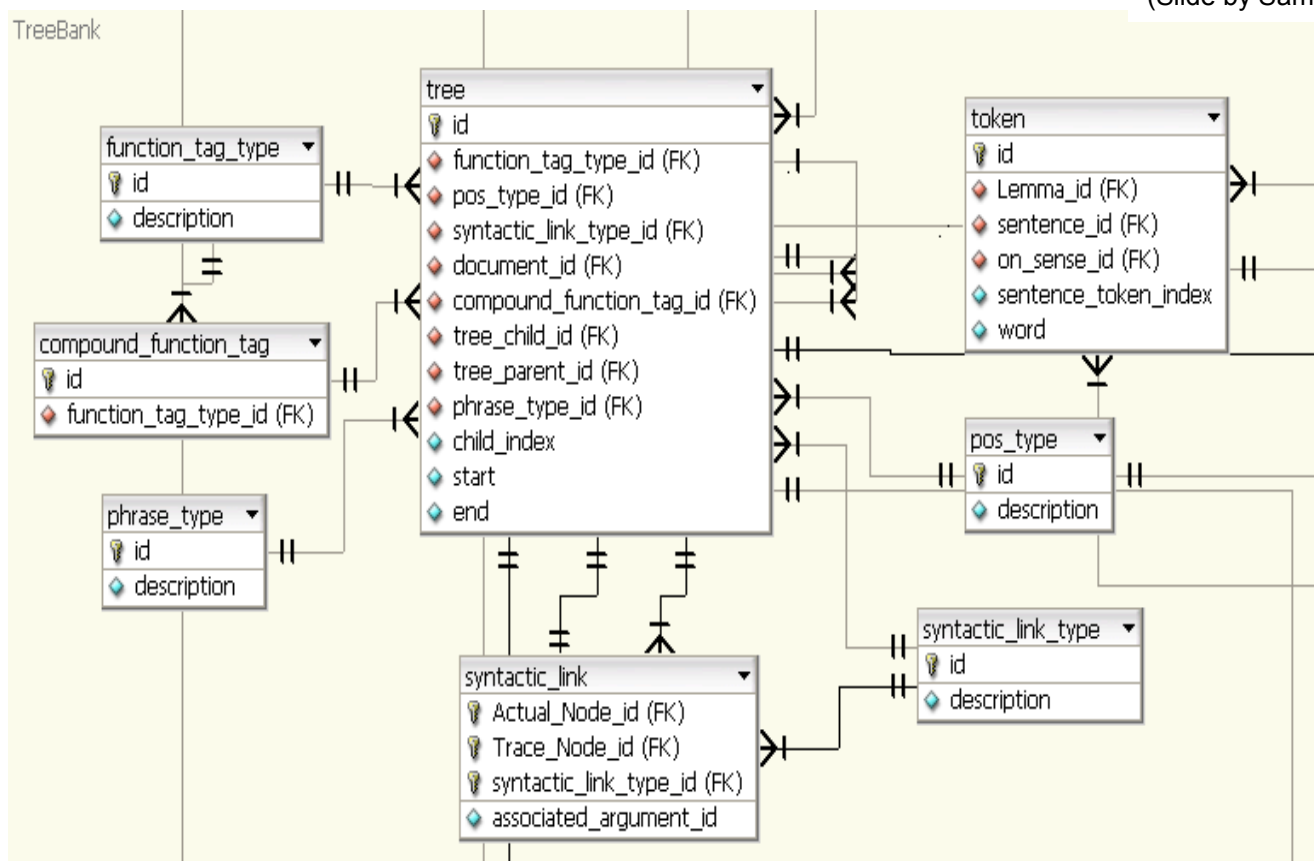 (Slide by Sam
TreeBank
function_tag_type
id
description
compound_function_tag
id
function_tag_type_id (FK)
phrase_type
id
description
tree
id
function_tag_type_id (FK)
pos_type_id (FK)
syntactic_link_type_id (FK)
document_id (FK)
compound_function_tag_id (FK)
tree_child_id (FK)
tree_parent_id (FK)
phrase_type_id (FK)
child_index
start
end
token
id
Lemma_id (FK)
sentence_id (FK)
on_sense_id (FK)
sentence_token_index
word
pos_type
id
description
syntactic_link_type
id
description
syntactic_link
Actual_Node_id (FK)
Trace_Node_id (FK)
syntactic_link_type_id (FK)
associated_argument_id